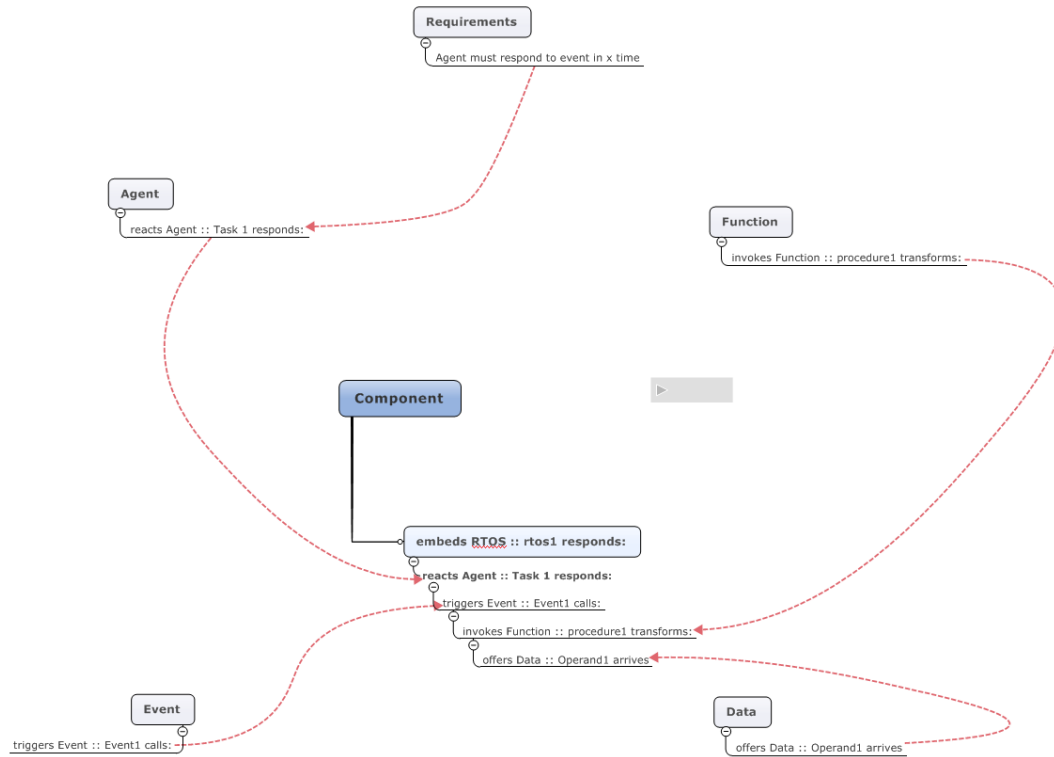 Requirements
Agent must respond to event in x time
Agent
reacts Agent :: Task 1 responds:
Function
invokes Function :: procedure1 transforms:
Component
embeds RTOS :: rtos1 responds:
reacts Agent :: Task 1 responds:
triggers Event :: Event1 calls:
invokes Function :: procedure1 transforms:
offers Data :: Operand1 arrives
Event
triggers Event :: Event1 calls:
Data
offers Data :: Operand1 arrives